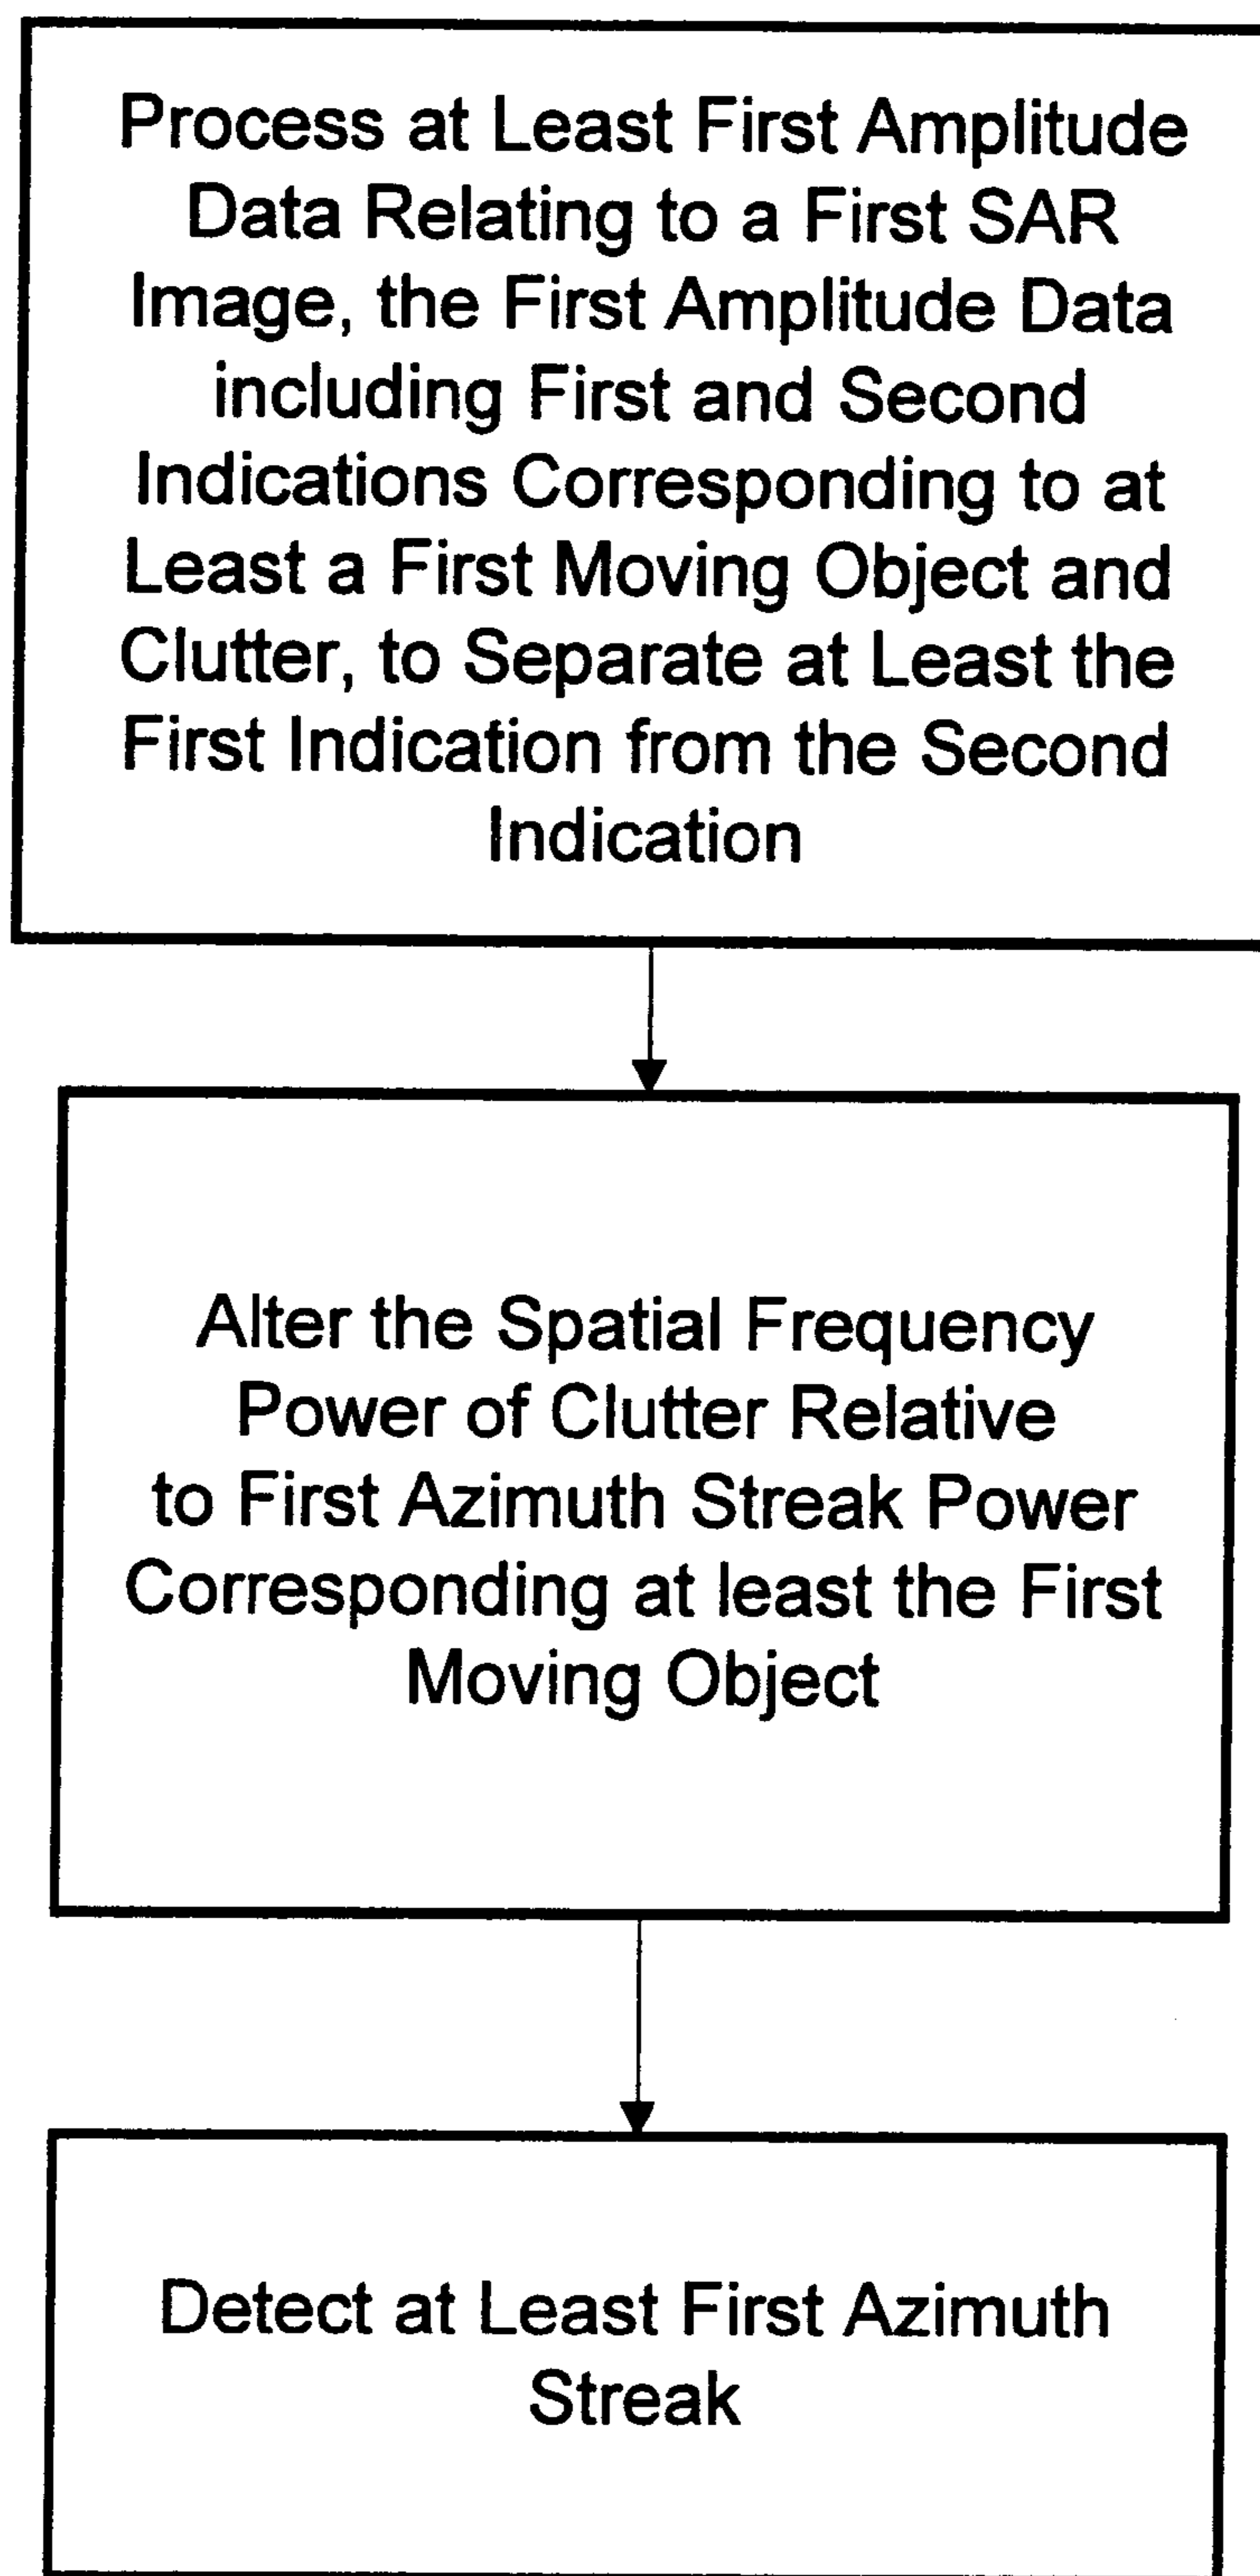 Process at Least First Amplitude
Data Relating to a First SAR
Image, the First Amplitude Data
including First and Second
Indications Corresponding to at
Least a First Moving Object and
Clutter, to Separate at Least the
First Indication from the Second
Indication
Alter the Spatial Frequency
Power of Clutter Relative
to First Azimuth Streak Power
Corresponding at least the First
Moving Object
Detect at Least First Azimuth
Streak